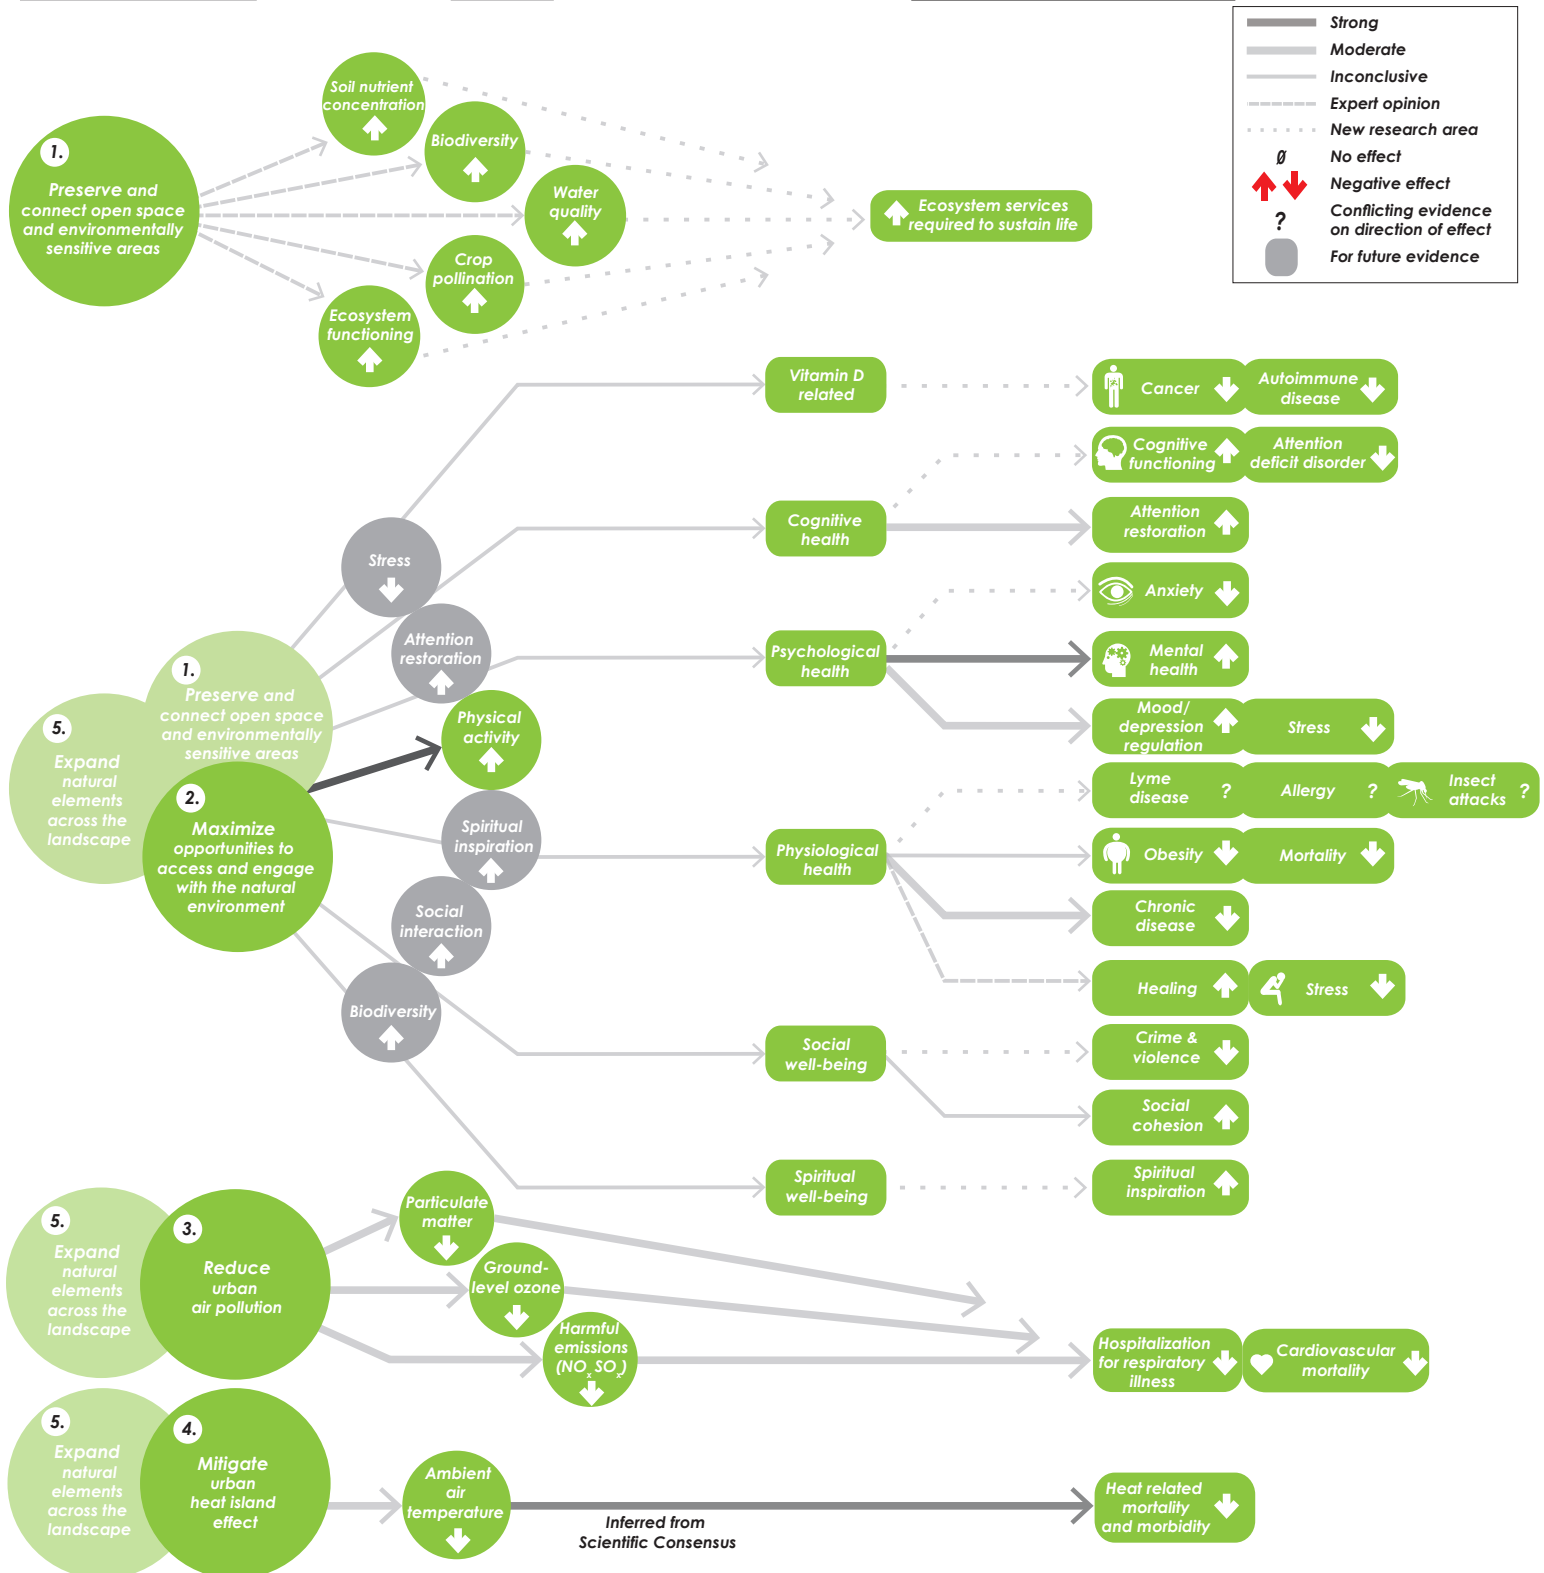 Strong
Moderate
Inconclusive
Expert opinion
New research area
Ø
No effect
Negative effect
?
Conflicting evidence
on direction of effect
For future evidence
1.
Preserve and
connect open space
and environmentally
sensitive areas
Soil nutrient
concentration
Biodiversity
Water
quality
Crop
pollination
Ecosystem
functioning
Ecosystem services
required to sustain life
5.
Expand
natural
elements
across the
landscape
1.
Preserve and
connect open space
and environmentally
sensitive areas
2.
Maximize
opportunities to
access and engage
with the natural
environment
Stress
Attention
restoration
Physical
activity
Spiritual
inspiration
Social
interaction
Biodiversity
Vitamin D
related
Cancer
Autoimmune
disease
Cognitive
health
Cognitive
functioning
Attention
deficit disorder
Attention
restoration
Psychological
health
Anxiety
Mental
health
Mood/
depression
regulation
Stress
Physiological
health
Lyme
disease
?
Allergy
?
Insect
attacks
?
Obesity
Mortality
Chronic
disease
Healing
Stress
Social
well-being
Crime &
violence
Social
cohesion
Spiritual
well-being
Spiritual
inspiration
5.
Expand
natural
elements
across the
landscape
3.
Reduce
urban
air pollution
Particulate
matter
Ground-
level ozone
Harmful
emissions
(NOx SOx)
Hospitalization
for respiratory
illness
Cardiovascular
mortality
5.
Expand
natural
elements
across the
landscape
4.
Mitigate
urban
heat island
effect
Ambient
air
temperature
Inferred from
Scientific Consensus
Heat related
mortality
and morbidity